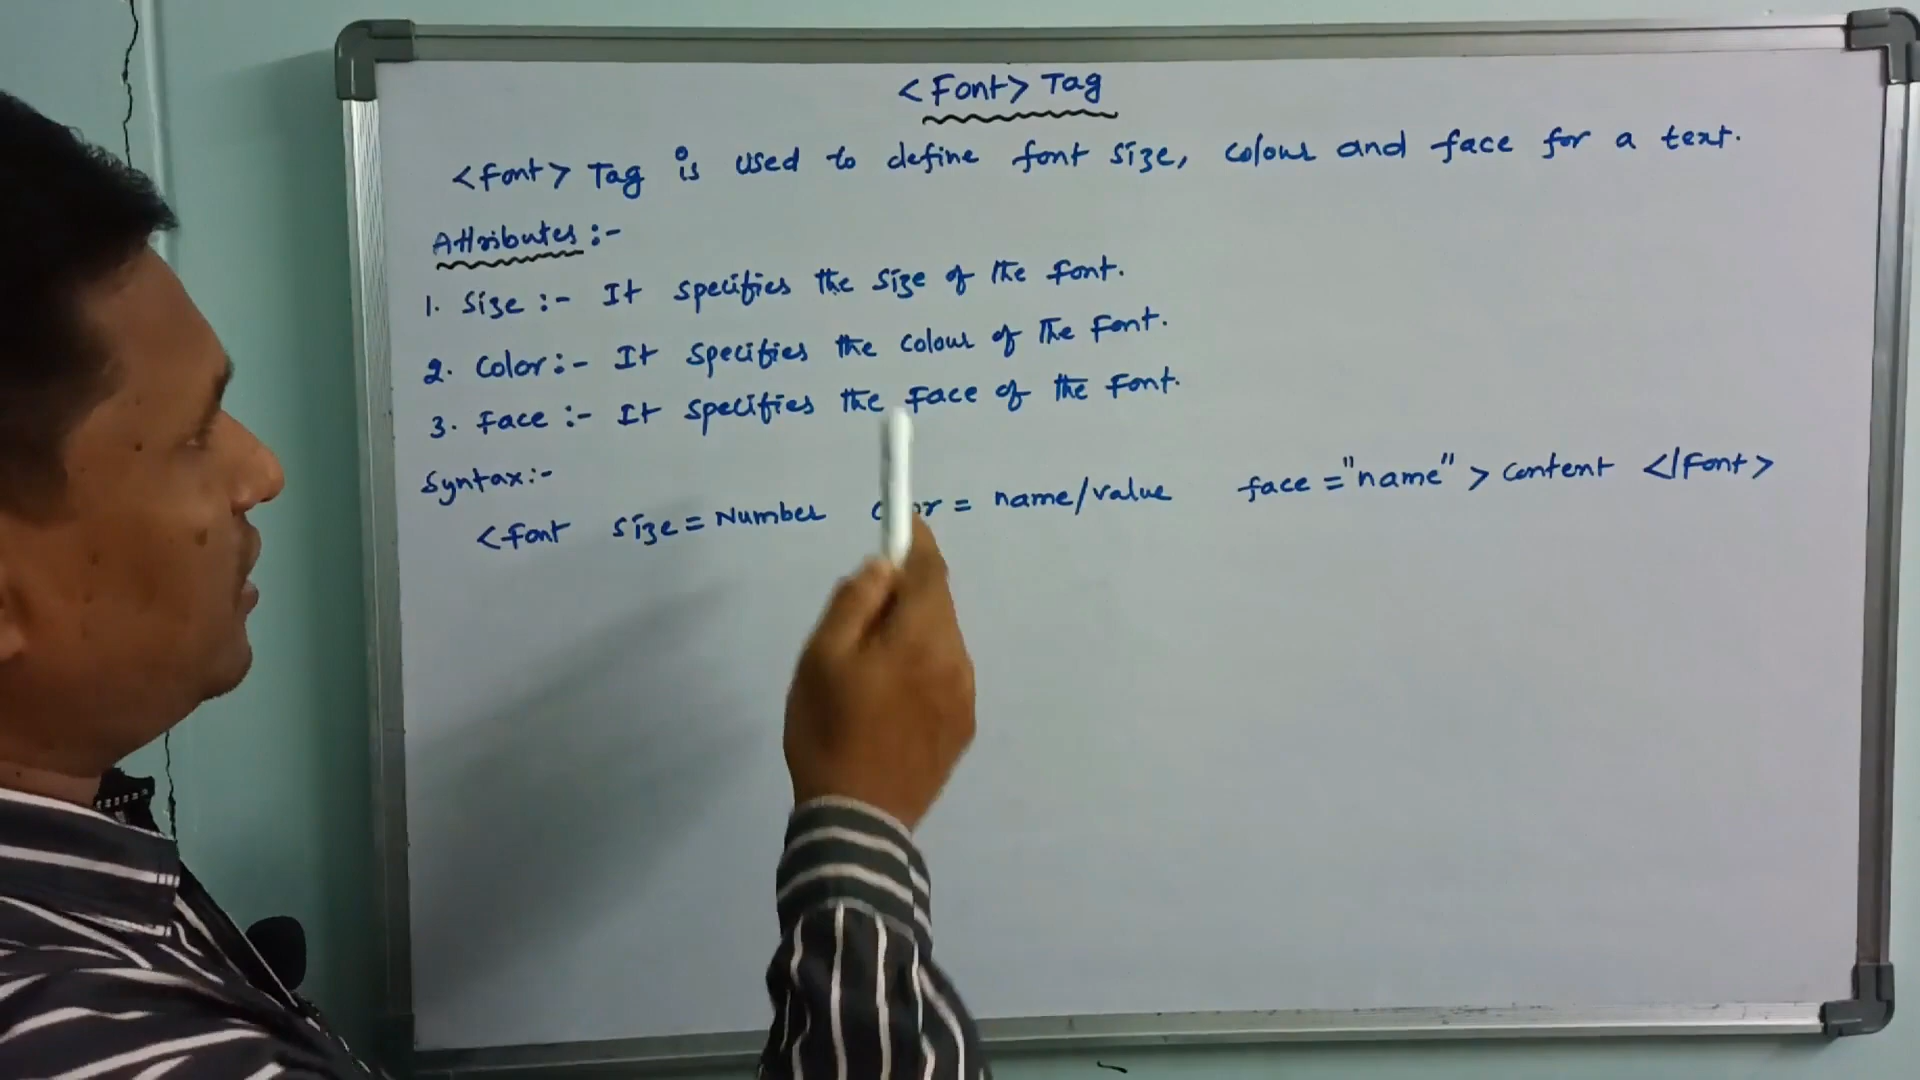 <Font> Tag
<font> Tag is used to define font size, colour and face for a text.
Attributes :-
1. Size :- It specifies the size of the font.
2. Color :- It specifies the colour of the Font.
3. Face :- It specifies the Face of the Font.
Syntax:-
<font size = Number = name/value face = "name" > content </font>